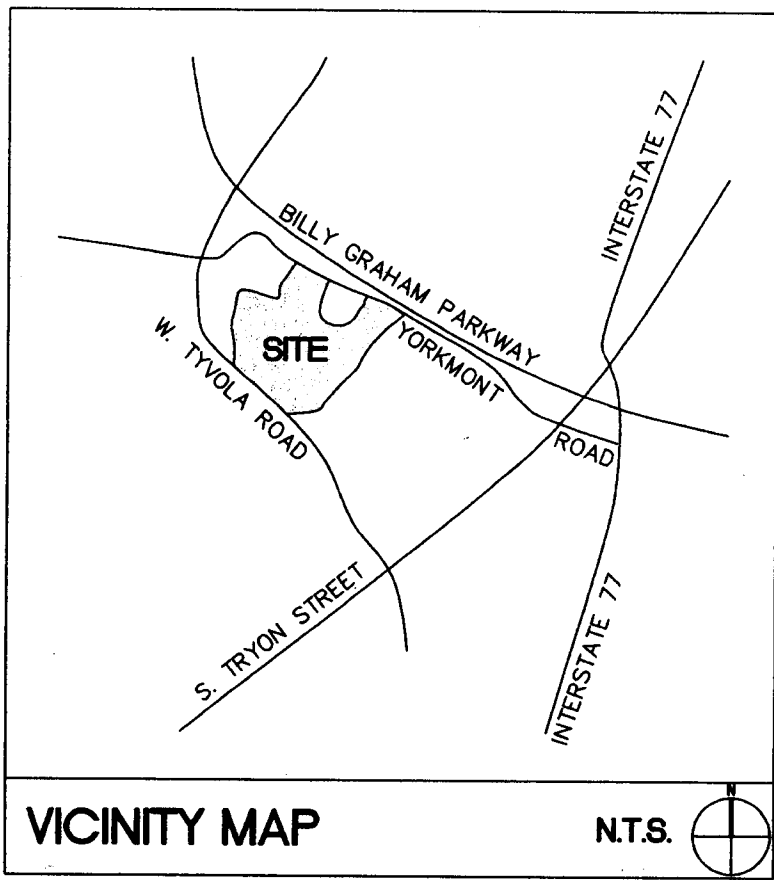 INTERSTATE 77
BILLY GRAHAM PARKWAY
SITE
YORKMONT
ROAD
W. TYVOLA ROAD
S. TRYON STREET
INTERSTATE 77
VICINITY MAP
N.T.S.
N